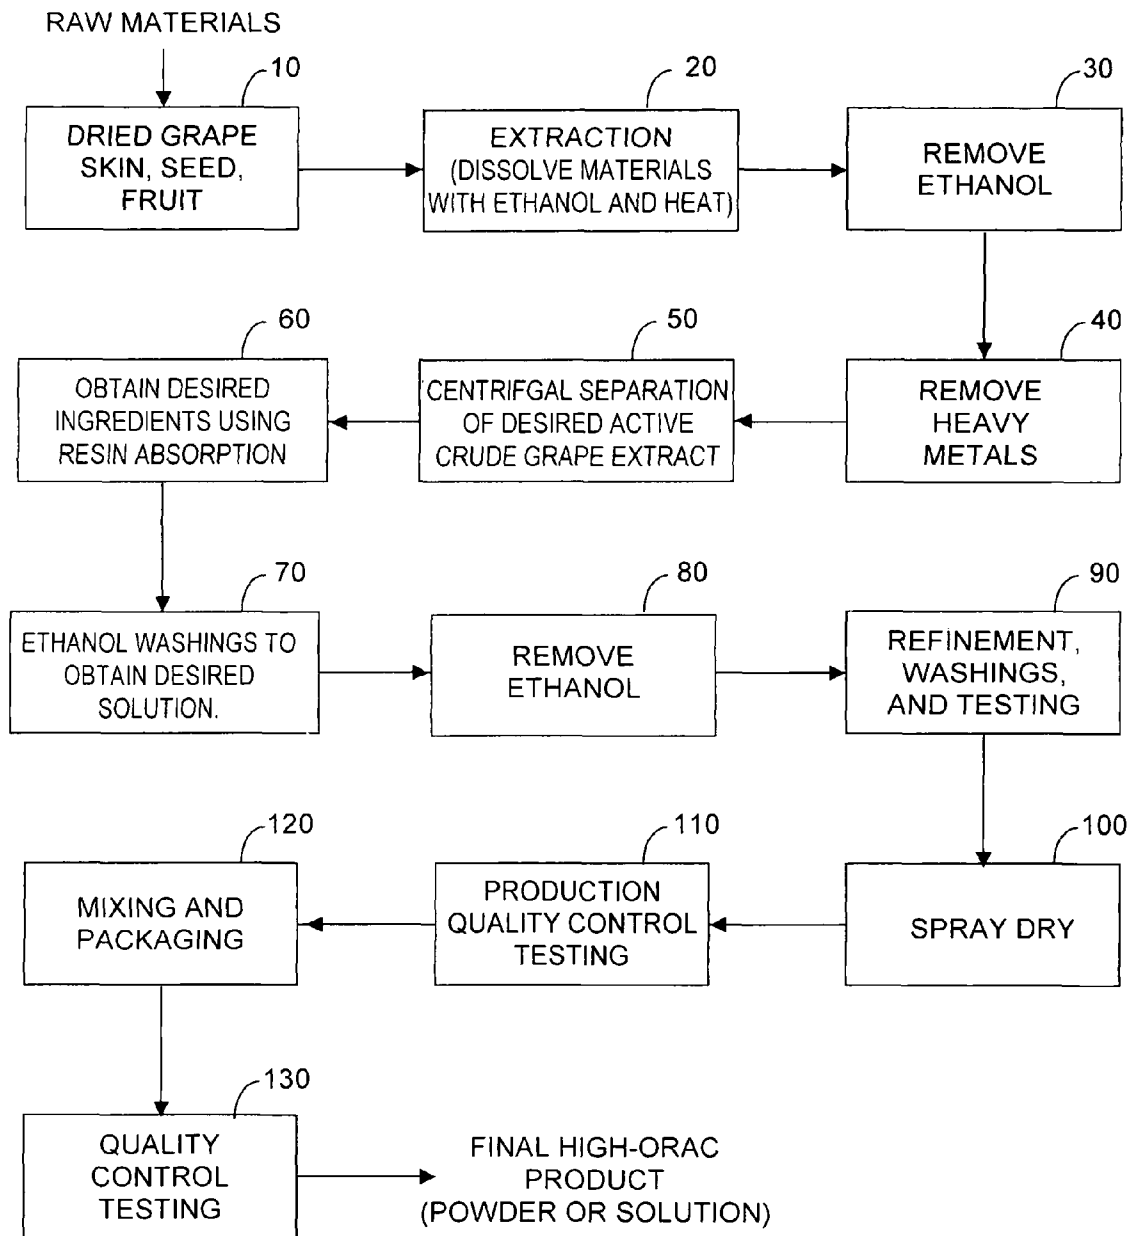 RAW MATERIALS
10
DRIED GRAPE
SKIN, SEED,
FRUIT
20
EXTRACTION
(DISSOLVE MATERIALS
WITH ETHANOL AND HEAT)
30
REMOVE
ETHANOL
40
REMOVE
HEAVY
METALS
50
CENTRIFGAL SEPARATION
OF DESIRED ACTIVE
CRUDE GRAPE EXTRACT
60
OBTAIN DESIRED
INGREDIENTS USING
RESIN ABSORPTION
70
ETHANOL WASHINGS TO
OBTAIN DESIRED
SOLUTION.
80
REMOVE
ETHANOL
90
REFINEMENT,
WASHINGS,
AND TESTING
100
SPRAY DRY
110
PRODUCTION
QUALITY CONTROL
TESTING
120
MIXING AND
PACKAGING
130
QUALITY
CONTROL
TESTING
FINAL HIGH-ORAC
PRODUCT
(POWDER OR SOLUTION)